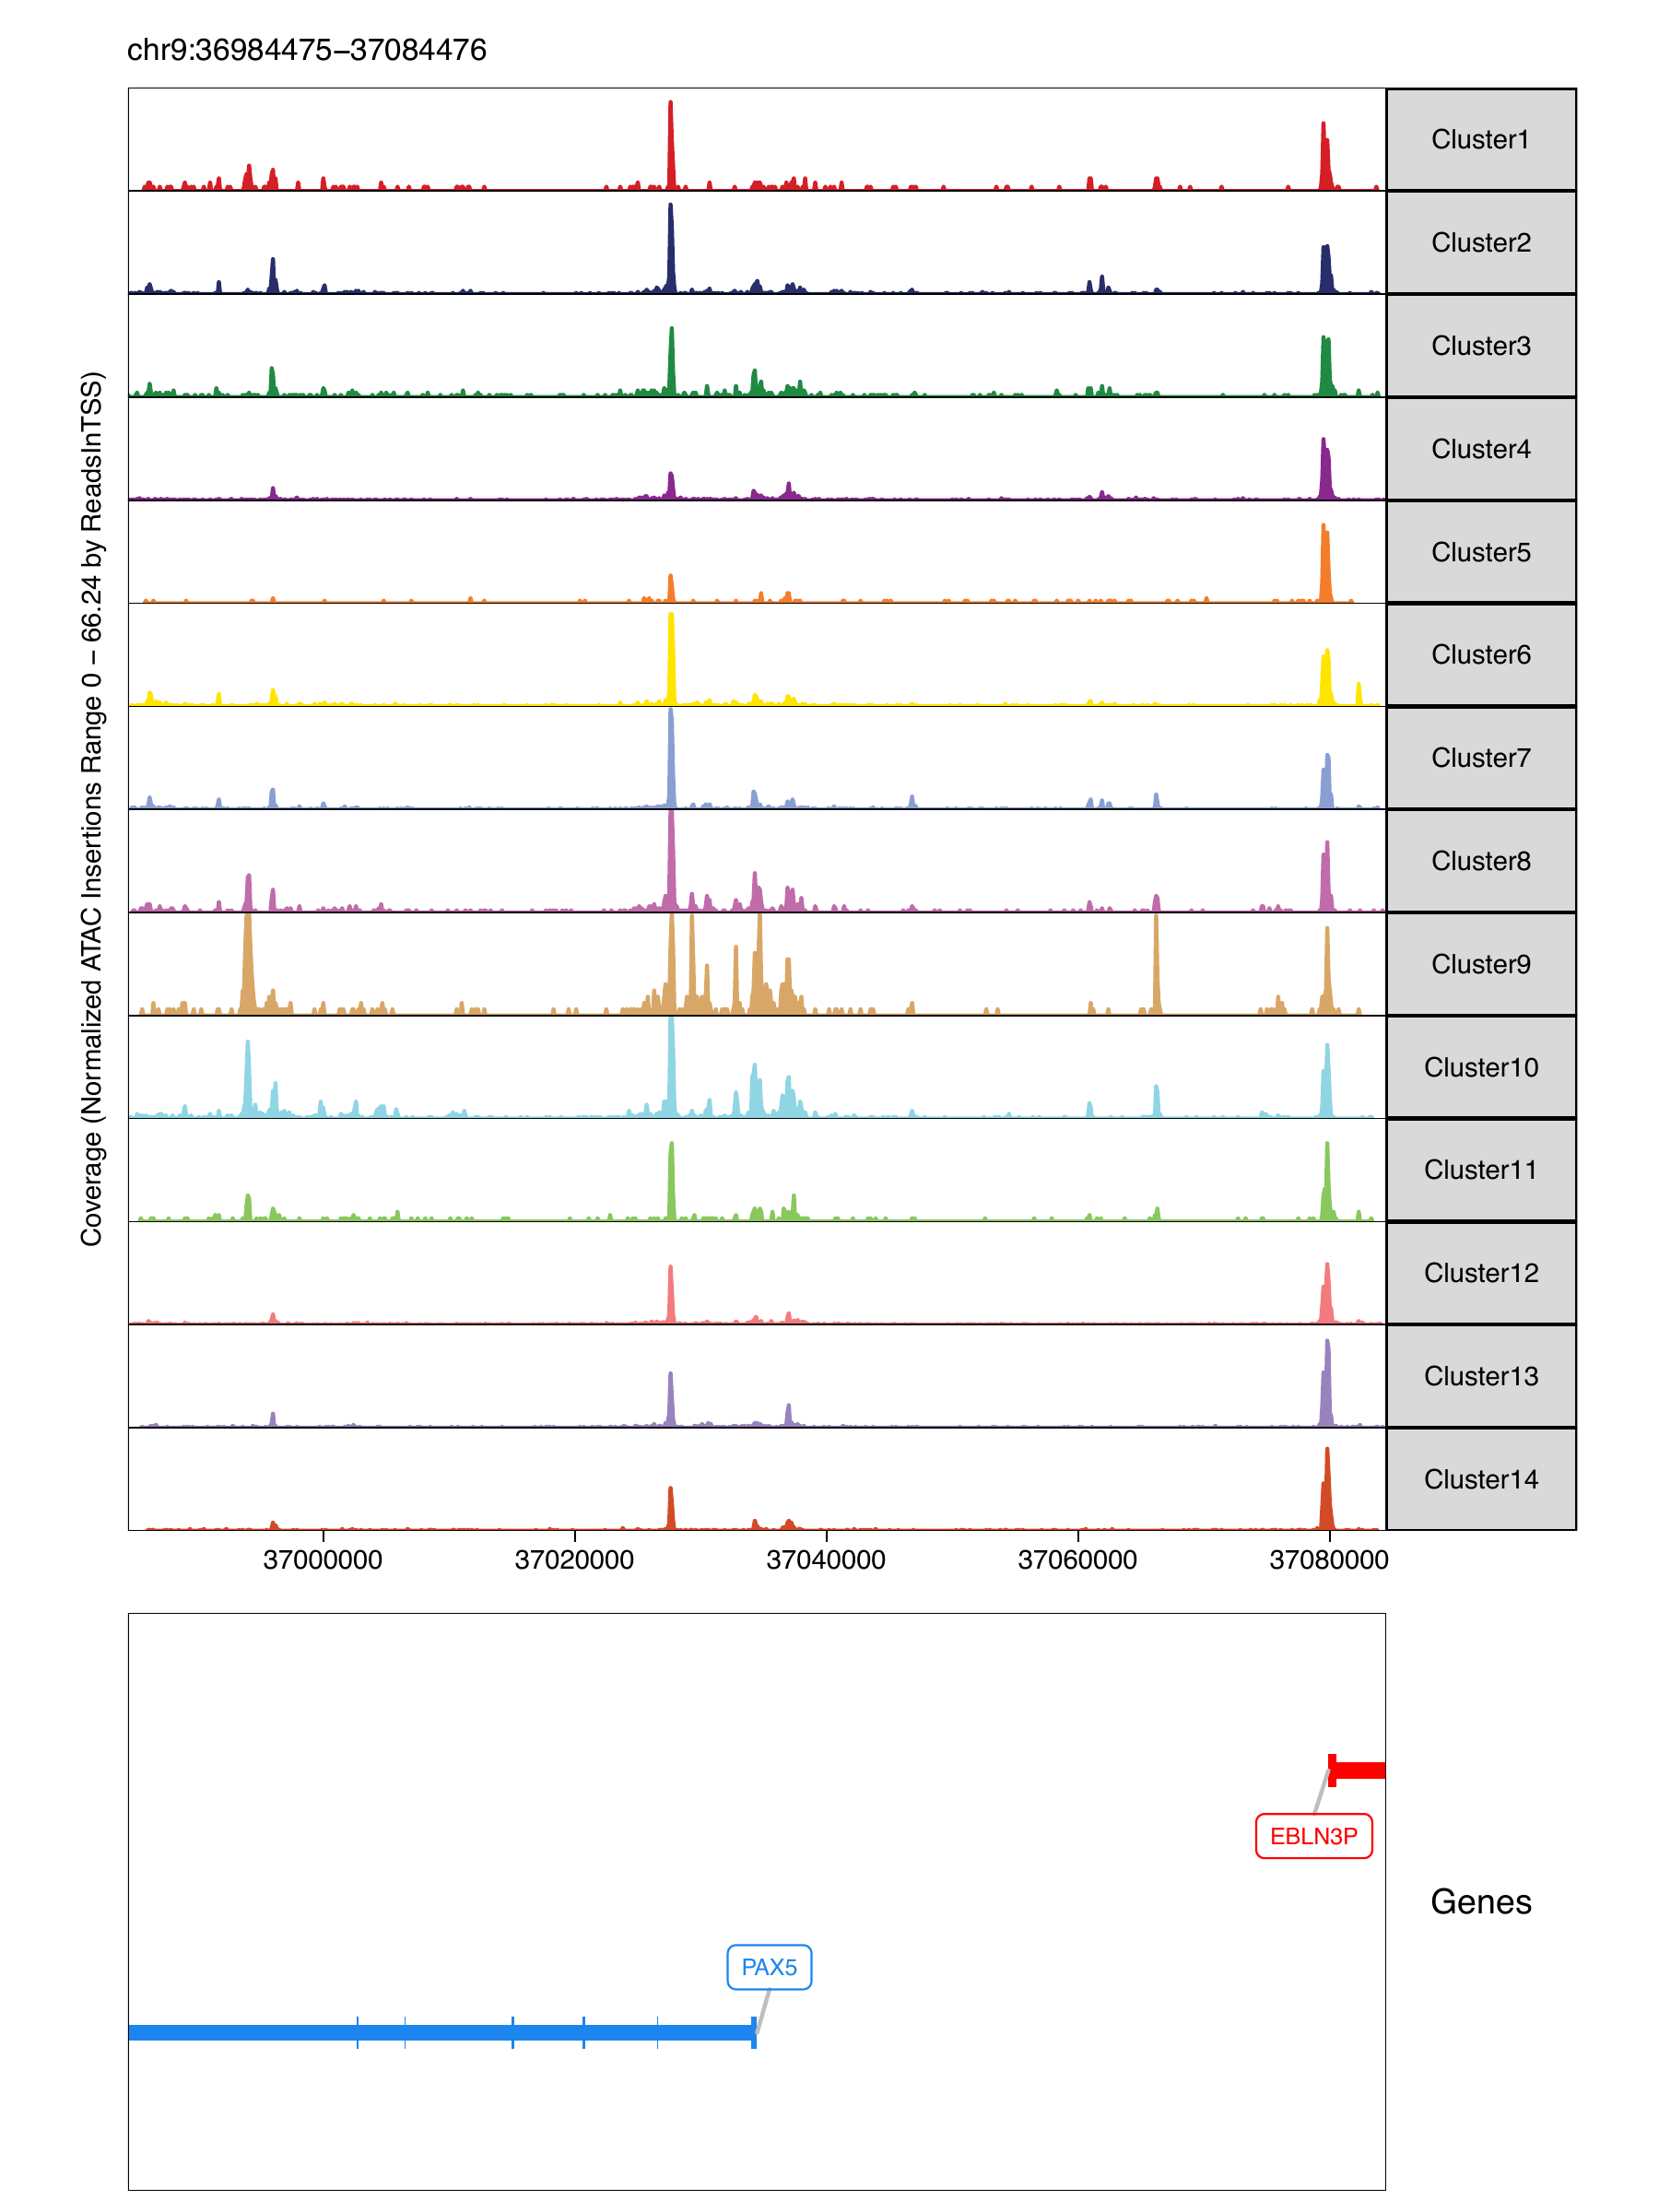 chr9:36984475–37084476
Coverage (Normalized ATAC Insertions Range 0 – 66.24 by ReadsInTSS)
Cluster1
Cluster2
Cluster3
Cluster4
Cluster5
Cluster6
Cluster7
Cluster8
Cluster9
Cluster10
Cluster11
Cluster12
Cluster13
Cluster14
37000000 37020000 37040000 37060000 37080000
EBLN3P
Genes
PAX5